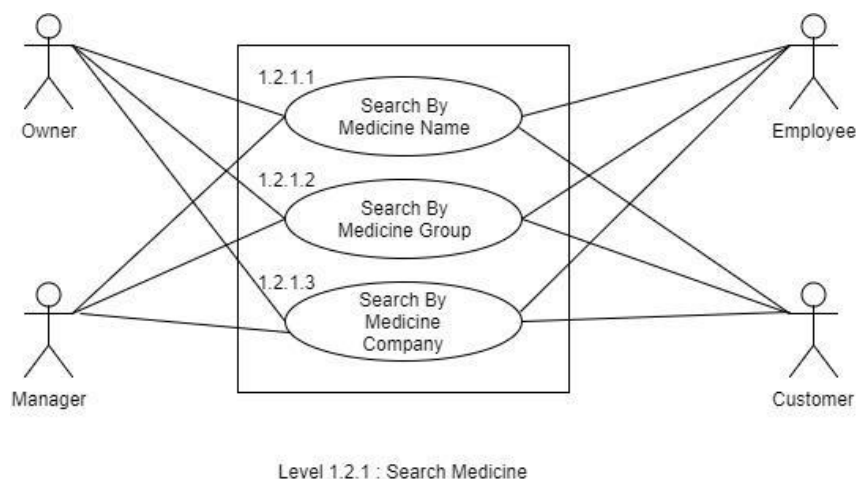 1.2.1.1
Search By
Medicine Name
Owner
Employee
1.2.1.2
Search By
Medicine Group
1.2.1.3
Search By
Medicine
Company
Manager
Customer
Level 1.2.1 : Search Medicine